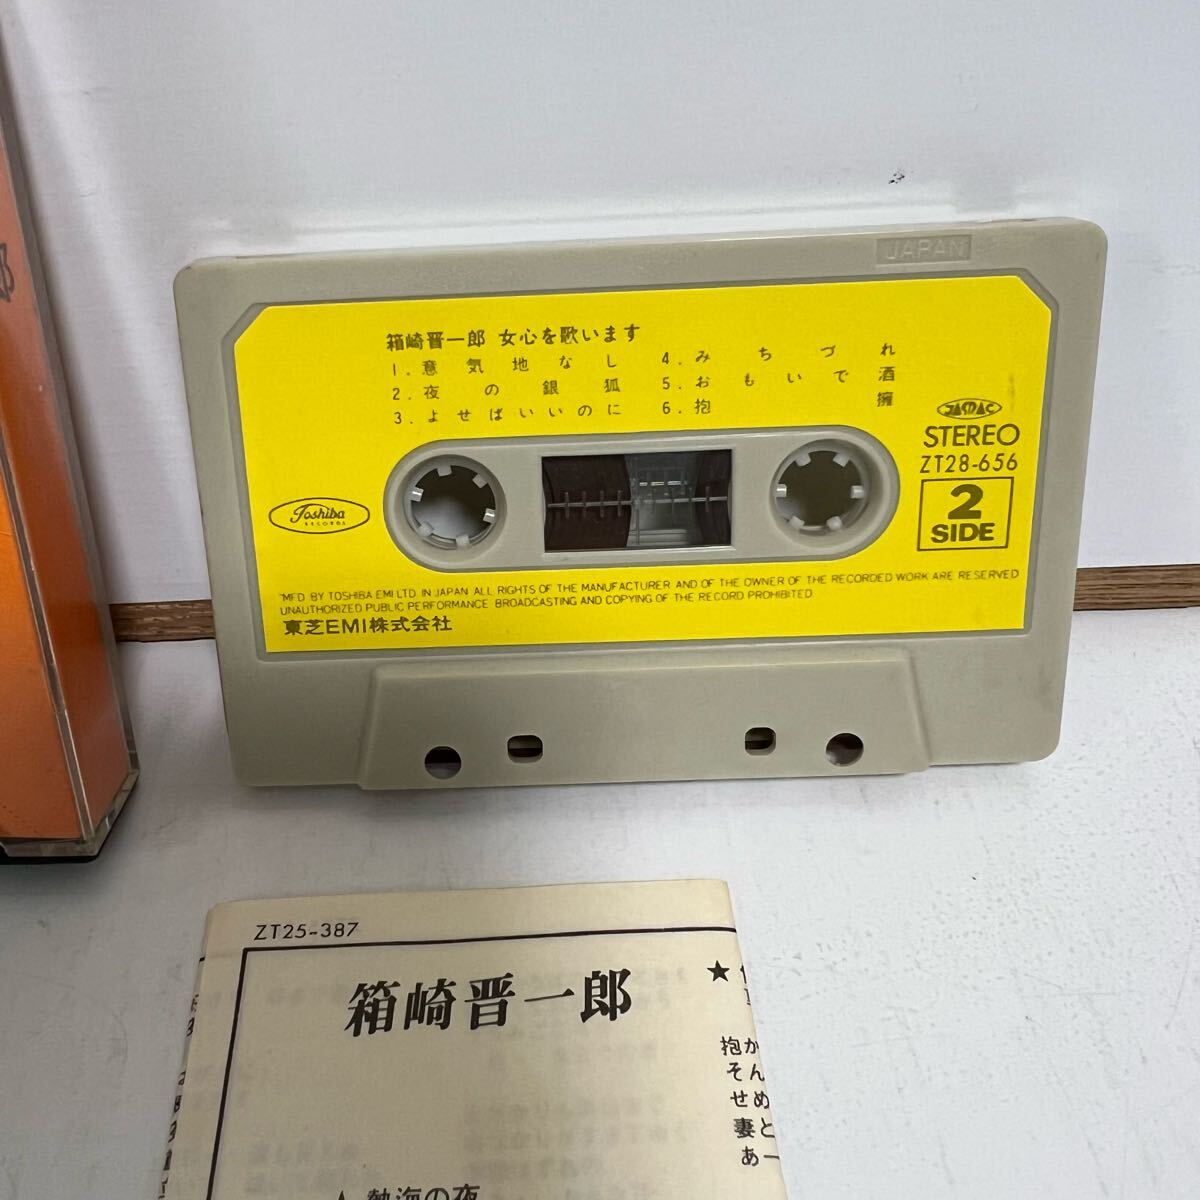 JAPAN
箱崎晋一郎 女心を歌います
1. 意気地なし
2. 夜の銀狐
3. よせばいいのに
4. みちづれ
5. おもいで酒
6. 抱擁
JASRAC
STEREO
ZT28-656
2
SIDE
Toshiba
RECORDS
"MFD BY TOSHIBA EMI LTD. IN JAPAN ALL RIGHTS OF THE MANUFACTURER AND OF THE OWNER OF THE RECORDED WORK ARE RESERVED
UNAUTHORIZED PUBLIC PERFORMANCE BROADCASTING AND COPYING OF THE RECORD PROHIBITED
東芝EMI株式会社
ZT25-387
箱崎晋一郎
★
抱か
そん
せめ
妻と
あー
★ 熱海の夜
郎